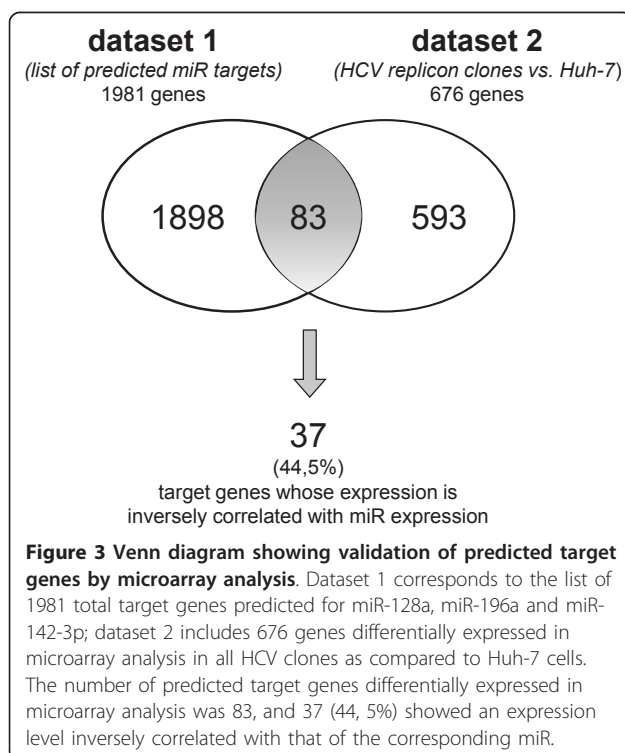 dataset 1
dataset 2
(list of predicted miR targets)
(HCV replicon clones vs. Huh-7)
1981 genes
676 genes
1898
83
593
37
(44,5%)
target genes whose expression is
inversely correlated with miR expression
Figure 3 Venn diagram showing validation of predicted target
genes by microarray analysis. Dataset 1 corresponds to the list of
1981 total target genes predicted for miR-128a, miR-196a and miR-
142-3p; dataset 2 includes 676 genes differentially expressed in
microarray analysis in all HCV clones as compared to Huh-7 cells.
The number of predicted target genes differentially expressed in
microarray analysis was 83, and 37 (44, 5%) showed an expression
level inversely correlated with that of the corresponding miR.